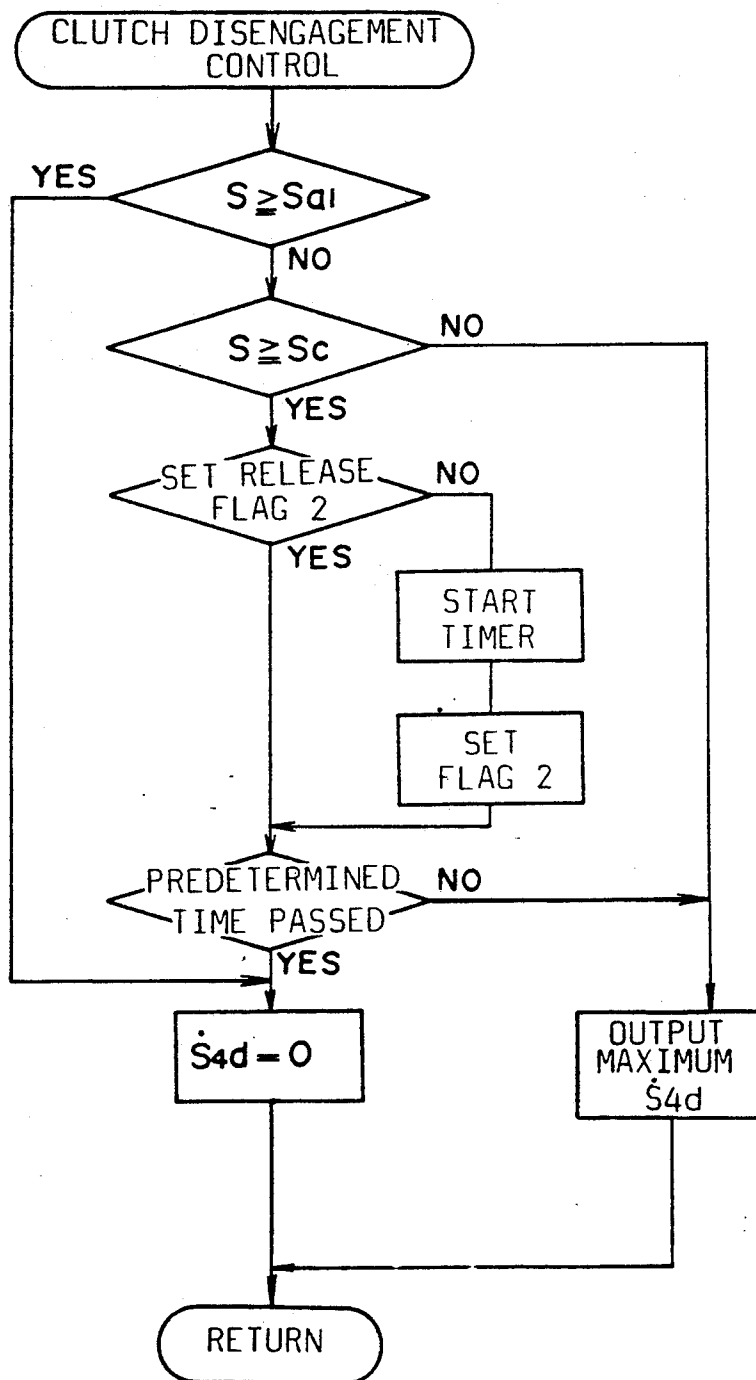 CLUTCH DISENGAGEMENT
CONTROL
YES
S ≧ Sa1
NO
S ≧ Sc
NO
YES
SET RELEASE
FLAG 2
NO
YES
START
TIMER
SET
FLAG 2
PREDETERMINED
TIME PASSED
NO
YES
Ṡ4d = 0
OUTPUT
MAXIMUM
Ṡ4d
RETURN